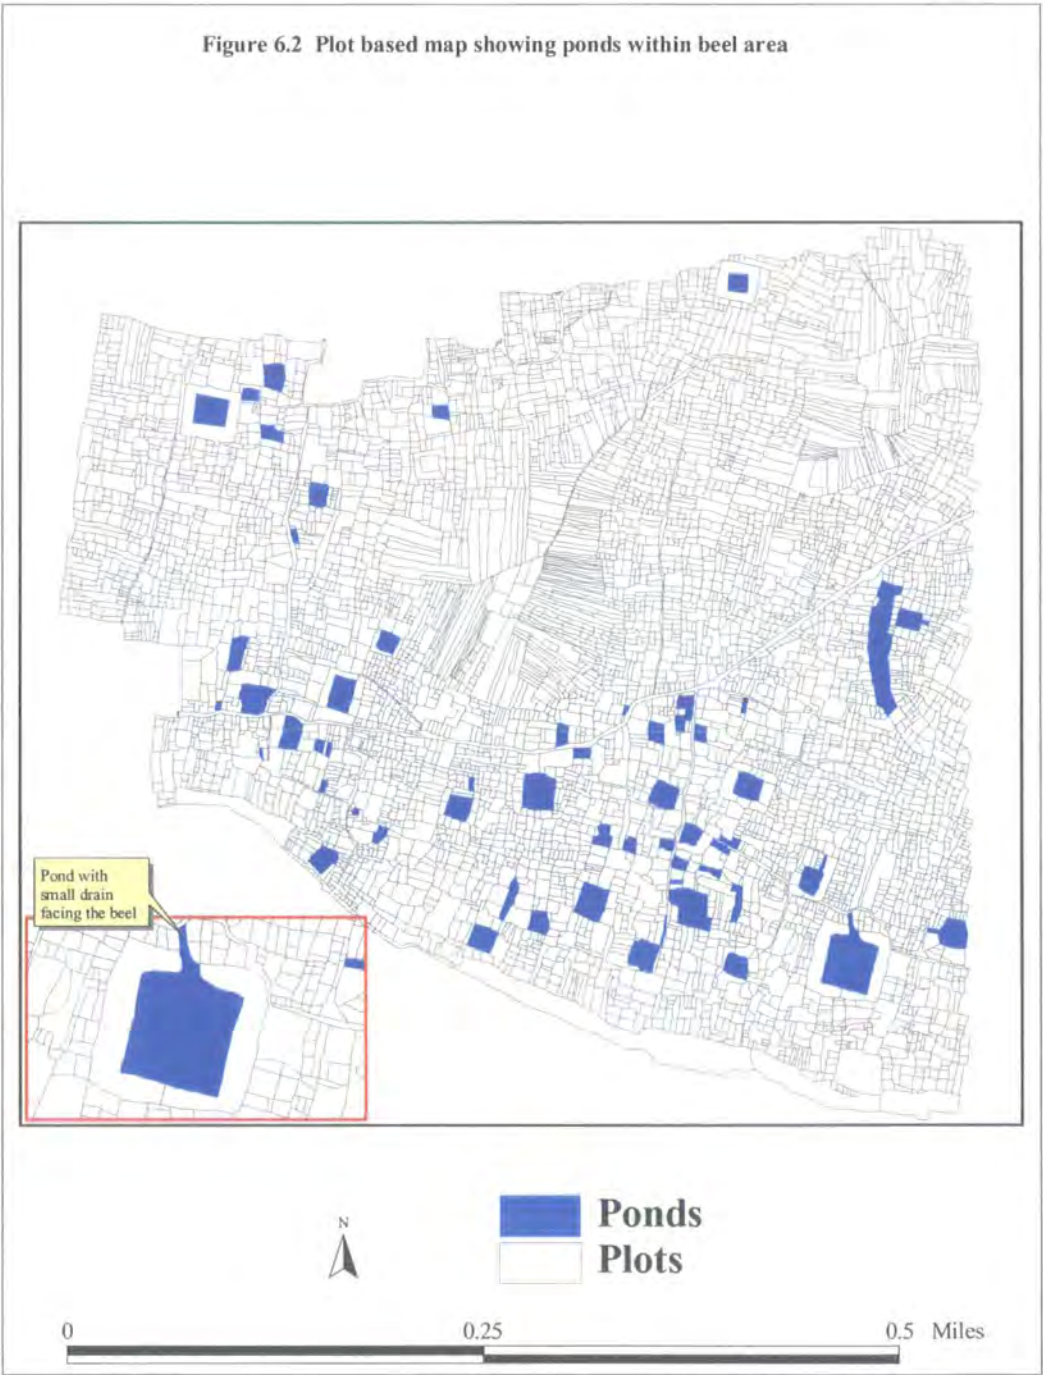 Figure 6.2 Plot based map showing ponds within beel area
Pond with
small drain
facing the beel
N
Ponds
Plots
0 0.25 0.5 Miles